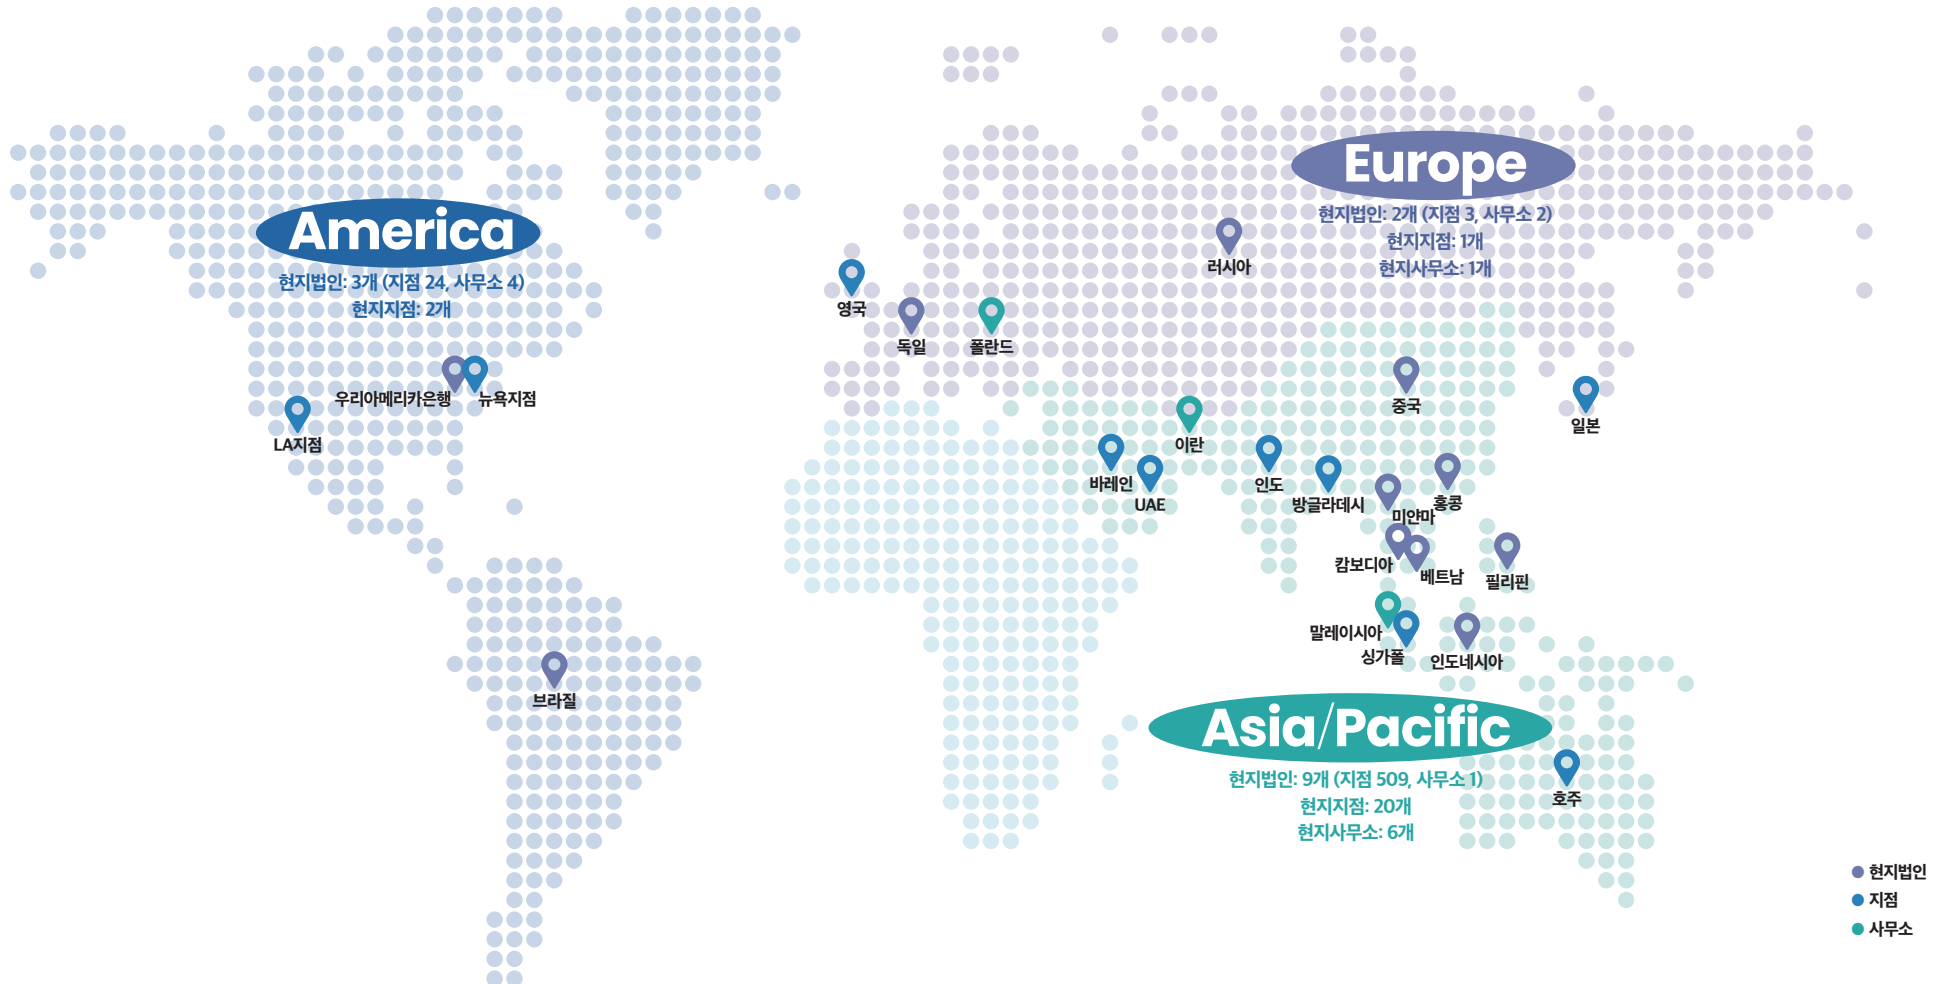 America
현지법인: 3개 (지점 24, 사무소 4)
현지지점: 2개
우리아메리카은행
뉴욕지점
LA지점
브라질
Europe
현지법인: 2개 (지점 3, 사무소 2)
현지지점: 1개
현지사무소: 1개
러시아
영국
독일
폴란드
중국
일본
이란
바레인
UAE
인도
방글라데시
미얀마
홍콩
캄보디아
베트남
필리핀
말레이시아
싱가폴
인도네시아
Asia/Pacific
현지법인: 9개 (지점 509, 사무소 1)
현지지점: 20개
현지사무소: 6개
호주
현지법인
지점
사무소